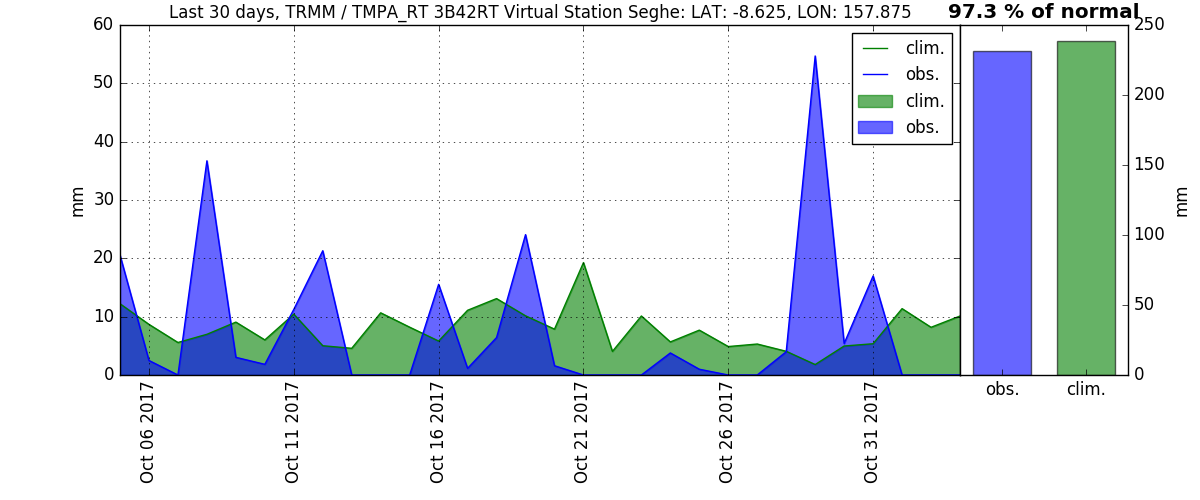 Last 30 days, TRMM / TMPA_RT 3B42RT Virtual Station Seghe: LAT: -8.625, LON: 157.875
97.3 % of normal
60
50
40
30
20
10
0
mm
clim.
obs.
clim.
obs.
Oct 06 2017
Oct 11 2017
Oct 16 2017
Oct 21 2017
Oct 26 2017
Oct 31 2017
250
200
150
100
50
0
mm
obs.
clim.